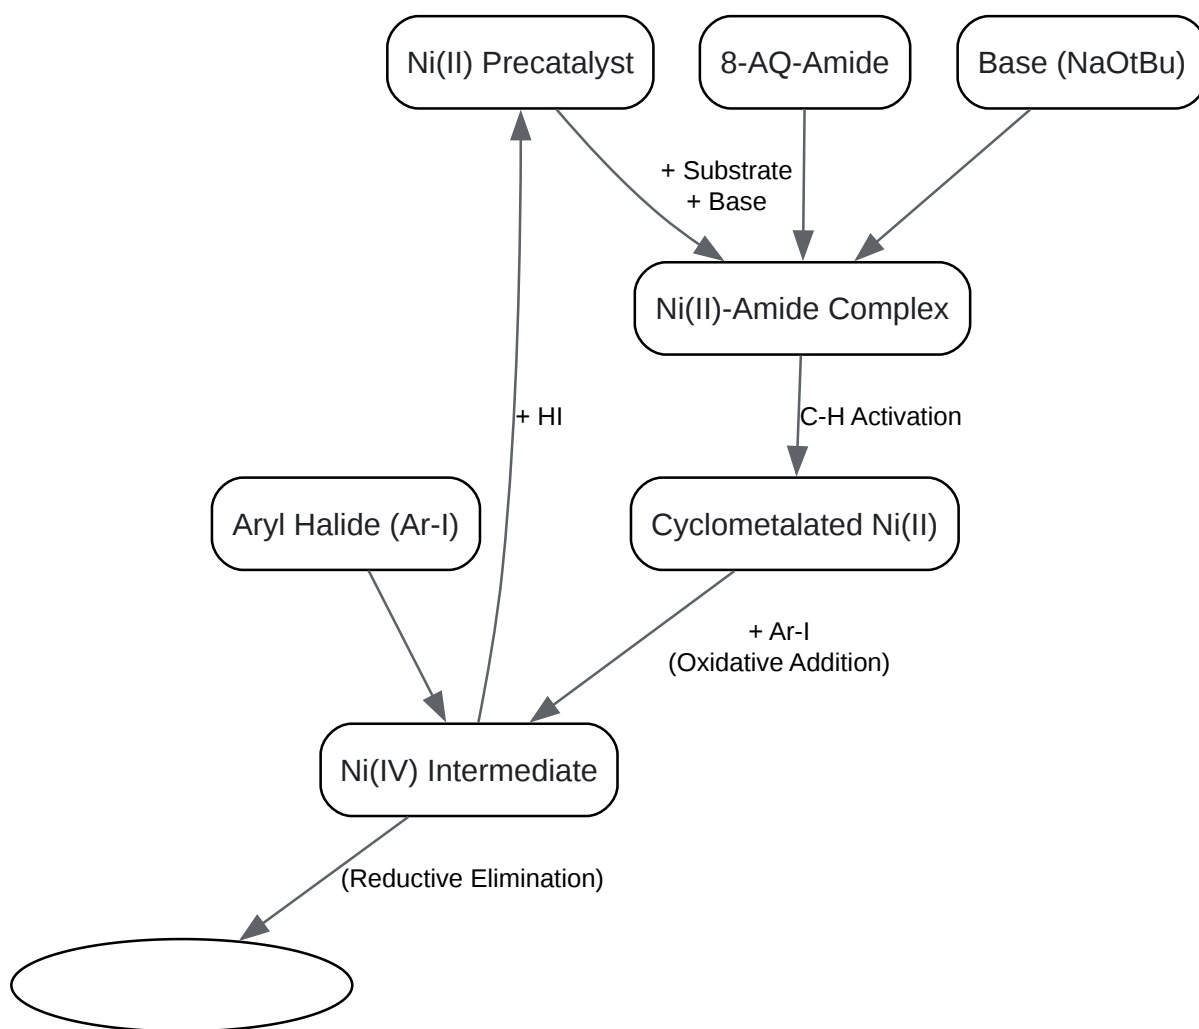 Ni(II) Precatalyst
8-AQ-Amide
Base (NaOtBu)
+ Substrate
+ Base
Ni(II)-Amide Complex
+ HI
C-H Activation
Aryl Halide (Ar-I)
Cyclometalated Ni(II)
+ Ar-I
(Oxidative Addition)
Ni(IV) Intermediate
(Reductive Elimination)